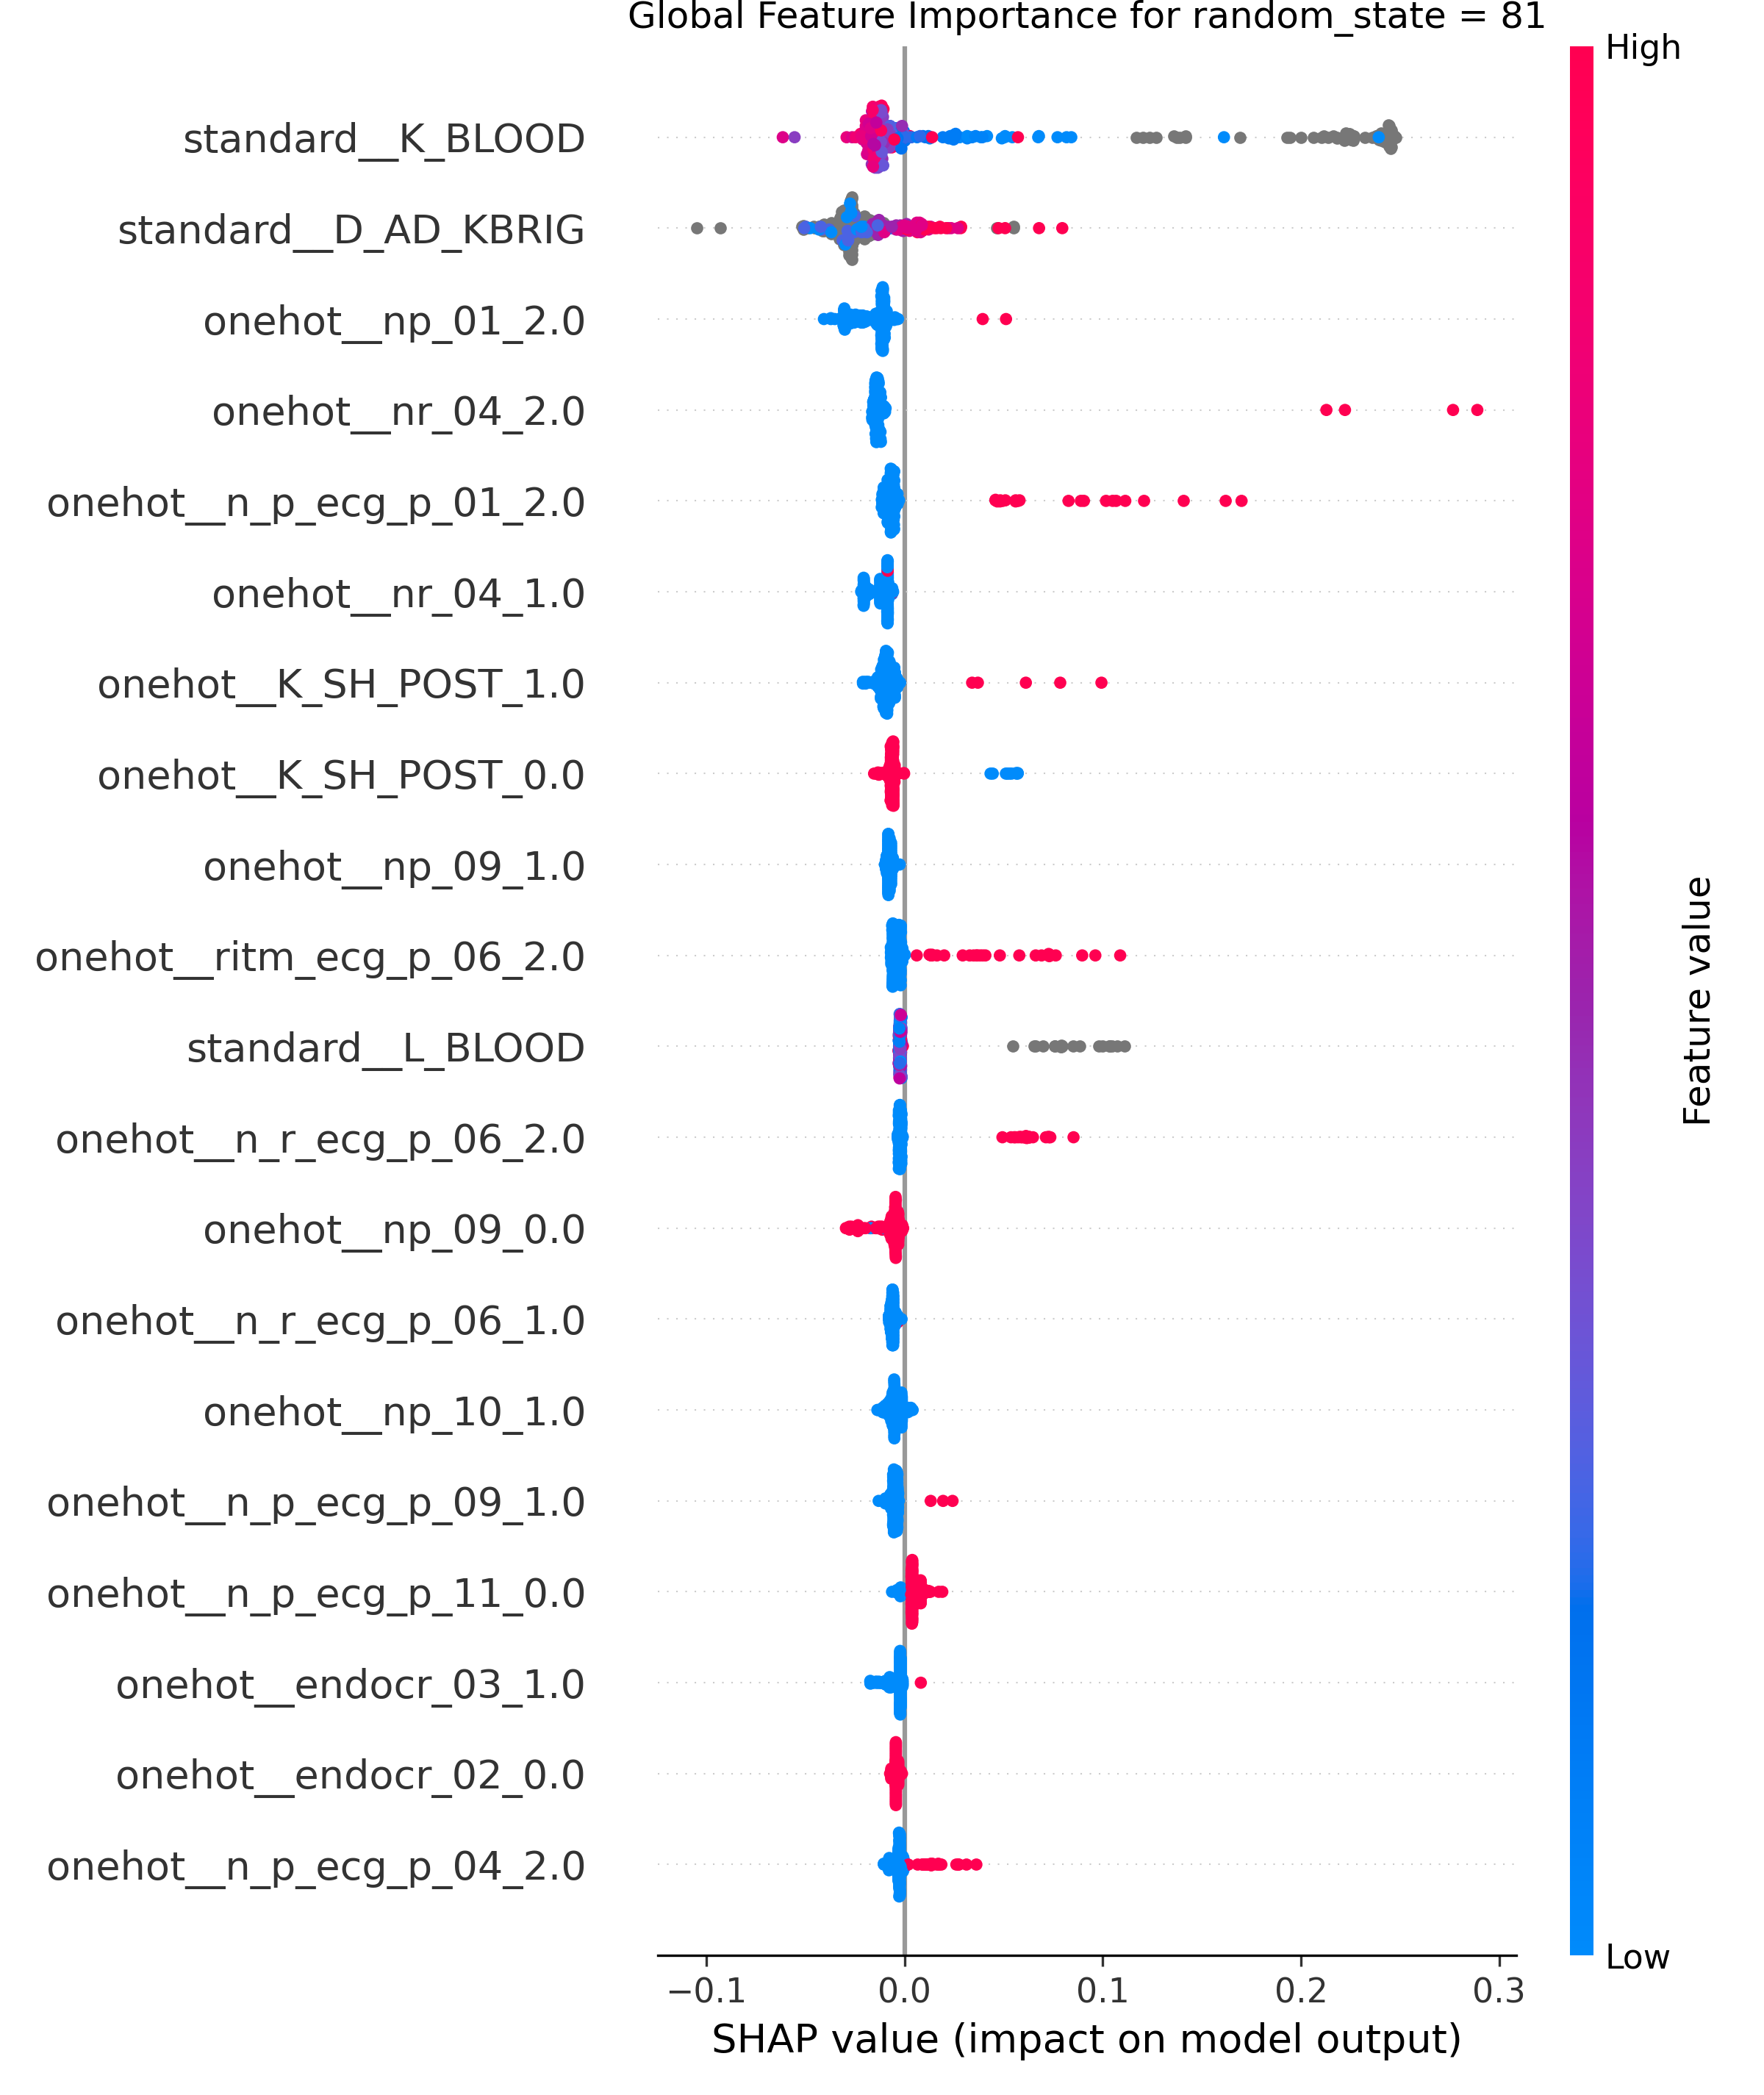 Global Feature Importance for random_state = 81
High
standard__K_BLOOD
standard__D_AD_KBRIG
onehot__np_01_2.0
onehot__nr_04_2.0
onehot__n_p_ecg_p_01_2.0
onehot__nr_04_1.0
onehot__K_SH_POST_1.0
onehot__K_SH_POST_0.0
onehot__np_09_1.0
onehot__ritm_ecg_p_06_2.0
standard__L_BLOOD
onehot__n_r_ecg_p_06_2.0
onehot__np_09_0.0
onehot__n_r_ecg_p_06_1.0
onehot__np_10_1.0
onehot__n_p_ecg_p_09_1.0
onehot__n_p_ecg_p_11_0.0
onehot__endocr_03_1.0
onehot__endocr_02_0.0
onehot__n_p_ecg_p_04_2.0
Feature value
Low
−0.1 0.0 0.1 0.2 0.3
SHAP value (impact on model output)